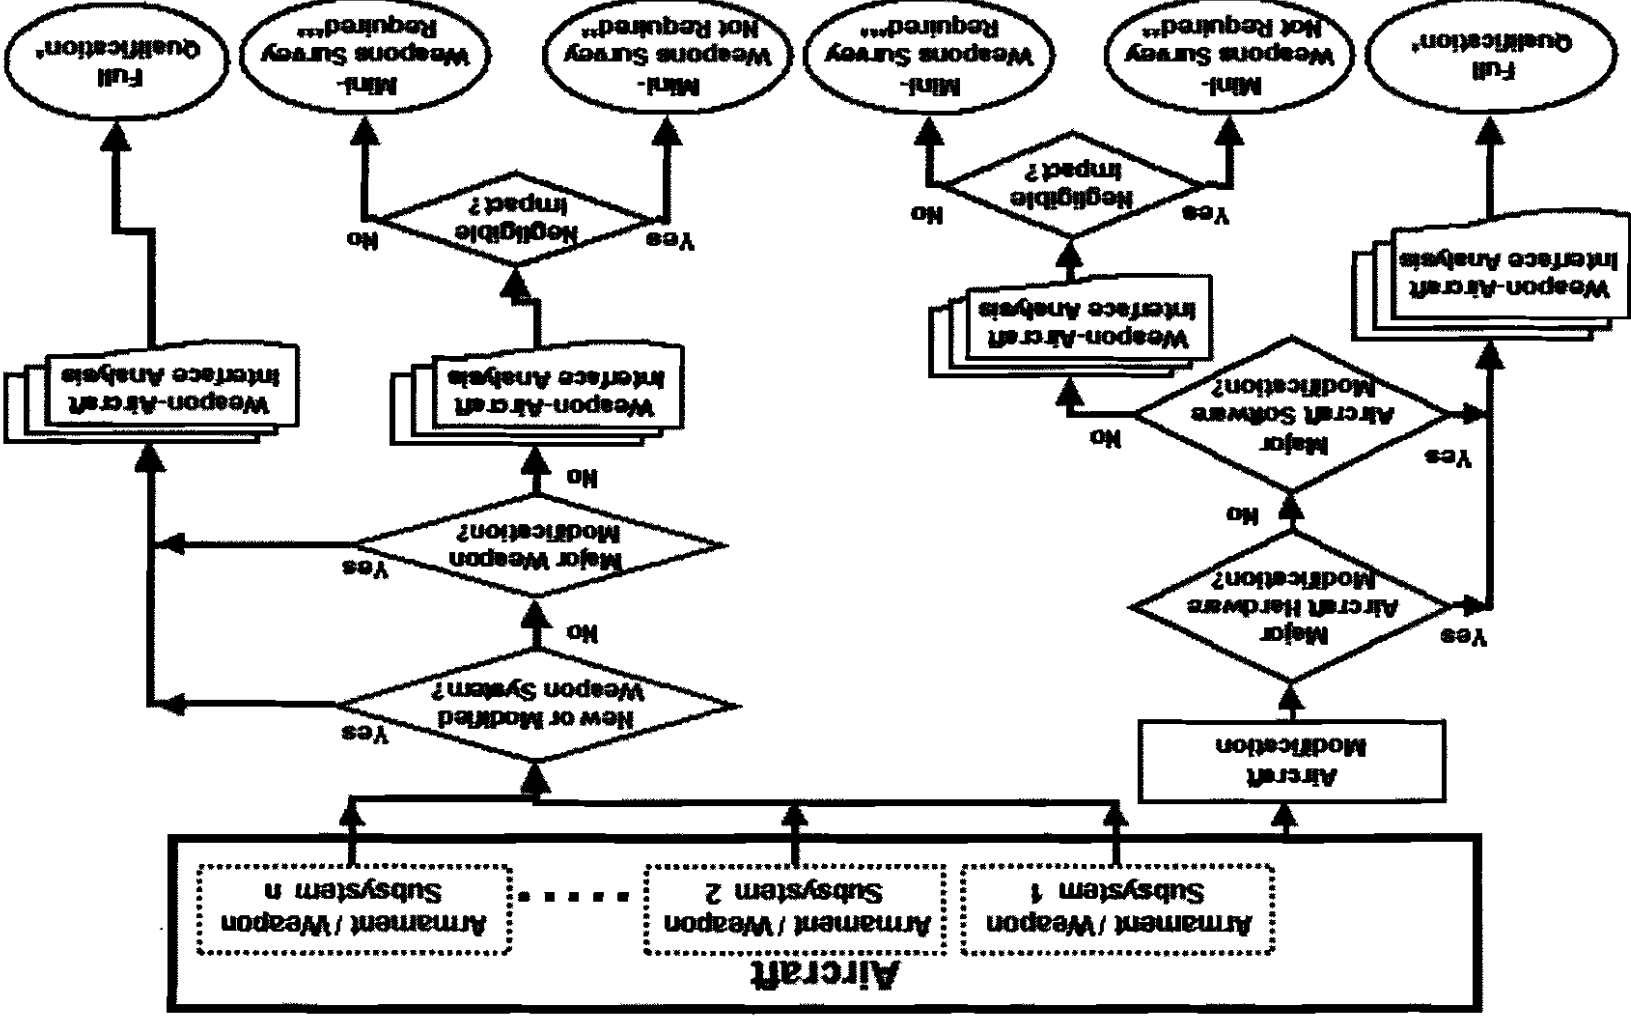 Aircraft
Armament / Weapon
Subsystem 1
Armament / Weapon
Subsystem 2
.....
Armament / Weapon
Subsystem n
Aircraft
Modification
Major
Aircraft Hardware
Modification?
Yes
No
Major
Aircraft Software
Modification?
Yes
No
Weapon-Aircraft
Interface Analysis
Weapon-Aircraft
Interface Analysis
Negligible
Impact?
Yes
No
Full
Qualification*
Mini-
Weapons Survey
Not Required**
Mini-
Weapons Survey
Required***
New or Modified
Weapon System?
Yes
No
Major Weapon
Modification?
Yes
No
Weapon-Aircraft
Interface Analysis
Weapon-Aircraft
Interface Analysis
Negligible
Impact?
Yes
No
Mini-
Weapons Survey
Not Required**
Mini-
Weapons Survey
Required***
Full
Qualification*